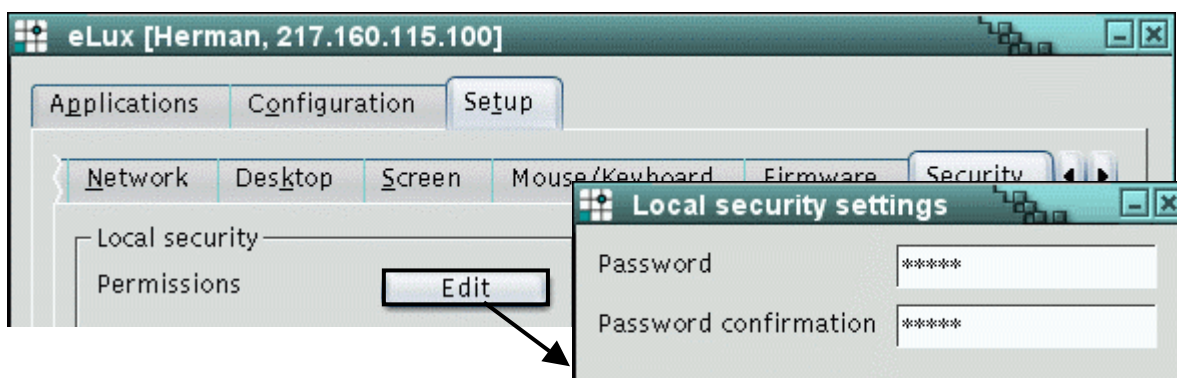 eLux [Herman, 217.160.115.100]
Applications Configuration Setup
Network Desktop Screen Mouse/Keyboard Firmware Security
Local security
Permissions Edit
Local security settings
Password *****
Password confirmation *****